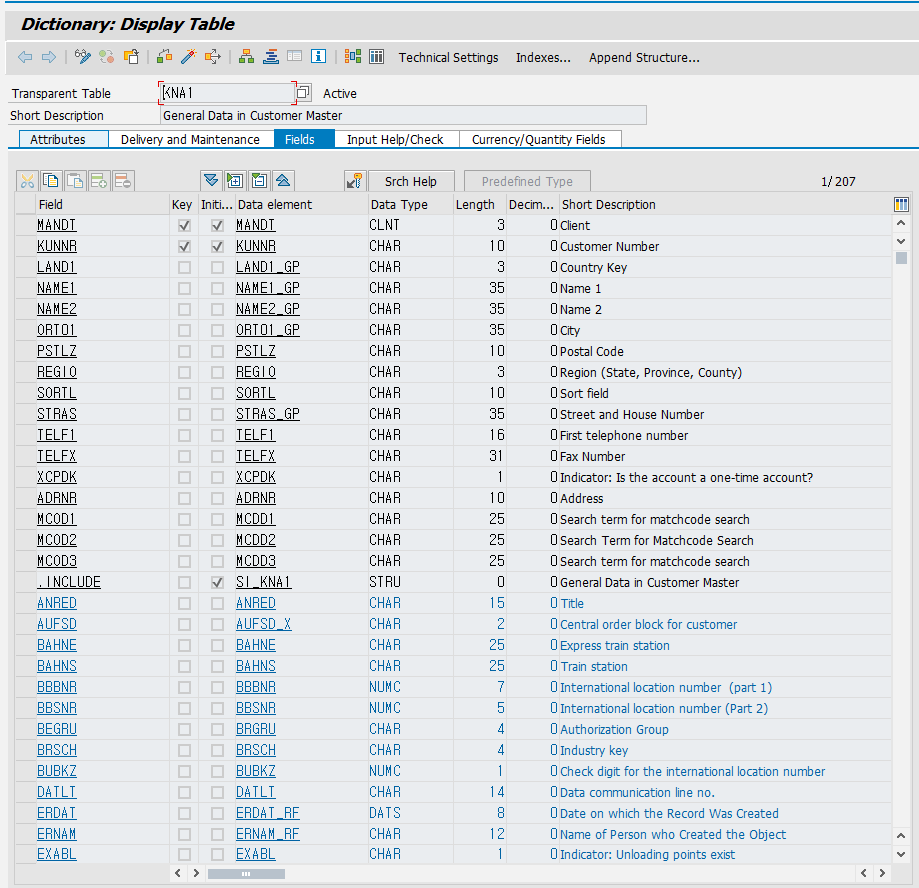 Dictionary: Display Table
Technical Settings Indexes... Append Structure...
Transparent Table KNA1 Active
Short Description General Data in Customer Master
Attributes Delivery and Maintenance Fields Input Help/Check Currency/Quantity Fields
Srch Help Predefined Type 1/ 207
Field Key Initi... Data element Data Type Length Decim... Short Description
MANDT MANDT CLNT 3 0 Client
KUNNR KUNNR CHAR 10 0 Customer Number
LAND1 LAND1_GP CHAR 3 0 Country Key
NAME1 NAME1_GP CHAR 35 0 Name 1
NAME2 NAME2_GP CHAR 35 0 Name 2
ORT01 ORT01_GP CHAR 35 0 City
PSTLZ PSTLZ CHAR 10 0 Postal Code
REGIO REGIO CHAR 3 0 Region (State, Province, County)
SORTL SORTL CHAR 10 0 Sort field
STRAS STRAS_GP CHAR 35 0 Street and House Number
TELF1 TELF1 CHAR 16 0 First telephone number
TELFX TELFX CHAR 31 0 Fax Number
XCPDK XCPDK CHAR 1 0 Indicator: Is the account a one-time account?
ADRNR ADRNR CHAR 10 0 Address
MCOD1 MCDD1 CHAR 25 0 Search term for matchcode search
MCOD2 MCDD2 CHAR 25 0 Search Term for Matchcode Search
MCOD3 MCDD3 CHAR 25 0 Search term for matchcode search
.INCLUDE SI_KNA1 STRU 0 0 General Data in Customer Master
ANRED ANRED CHAR 15 0 Title
AUFSD AUFSD_X CHAR 2 0 Central order block for customer
BAHNE BAHNE CHAR 25 0 Express train station
BAHNS BAHNS CHAR 25 0 Train station
BBBNR BBBNR NUMC 7 0 International location number (part 1)
BBSNR BBSNR NUMC 5 0 International location number (Part 2)
BEGRU BRGRU CHAR 4 0 Authorization Group
BRSCH BRSCH CHAR 4 0 Industry key
BUBKZ BUBKZ NUMC 1 0 Check digit for the international location number
DATLT DATLT CHAR 14 0 Data communication line no.
ERDAT ERDAT_RF DATS 8 0 Date on which the Record Was Created
ERNAM ERNAM_RF CHAR 12 0 Name of Person who Created the Object
EXABL EXABL CHAR 1 0 Indicator: Unloading points exist